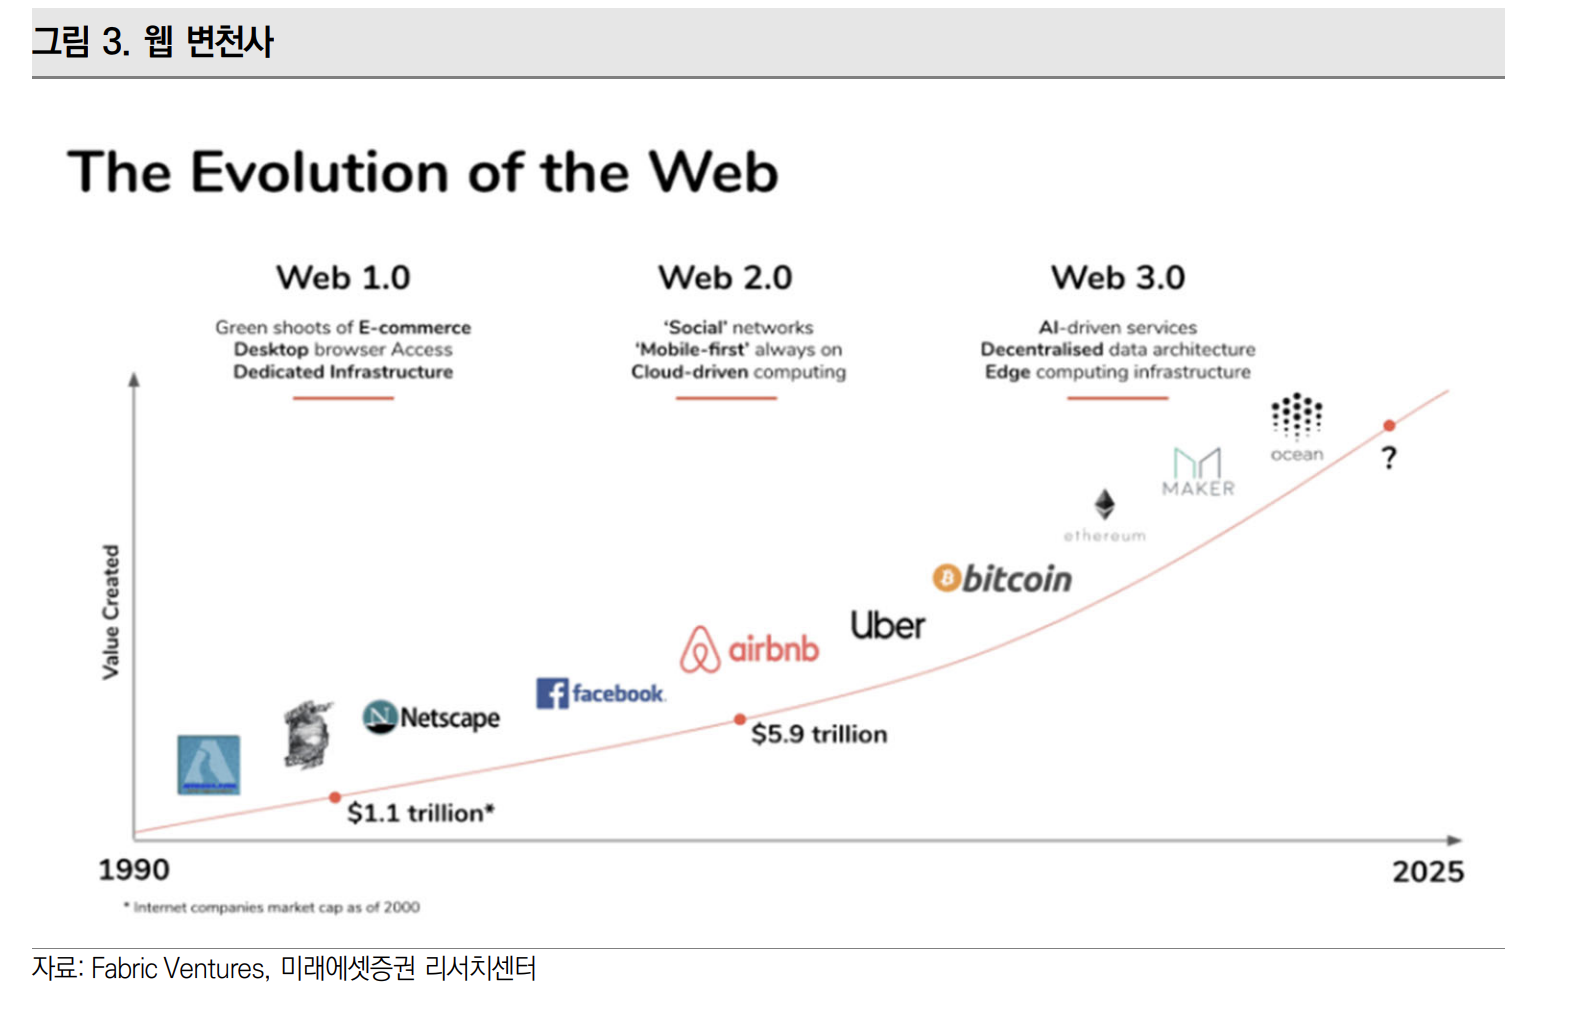 그림 3. 웹 변천사
The Evolution of the Web
Web 1.0
Green shoots of E-commerce
Desktop browser Access
Dedicated Infrastructure
Web 2.0
‘Social’ networks
‘Mobile-first’ always on
Cloud-driven computing
Web 3.0
AI-driven services
Decentralised data architecture
Edge computing infrastructure
Value Created
Netscape
facebook.
airbnb
Uber
bitcoin
ethereum
MAKER
ocean
?
$1.1 trillion*
$5.9 trillion
1990
2025
* Internet companies market cap as of 2000
자료: Fabric Ventures, 미래에셋증권 리서치센터